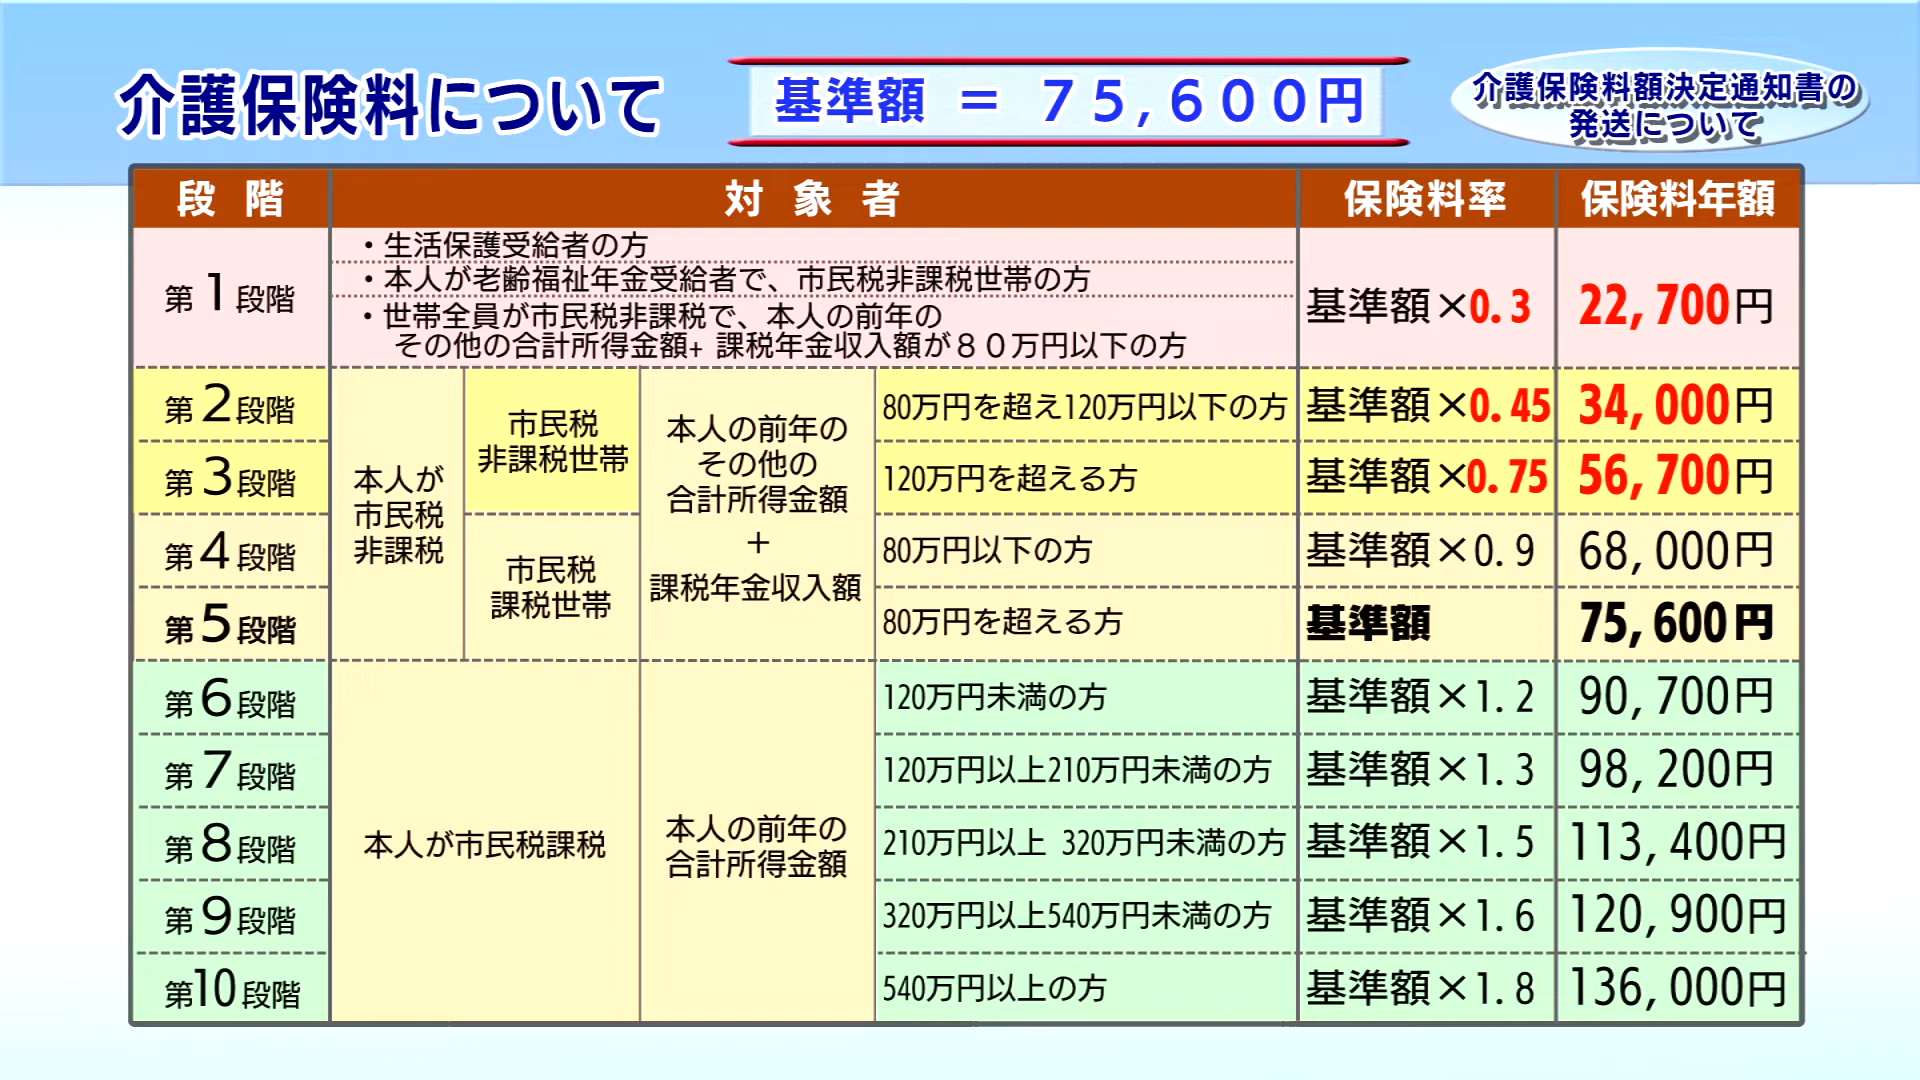 介護保険料について
基準額 ＝ ７５,６００円
介護保険料額決定通知書の
発送について
段階 対象者 保険料率 保険料年額
第1段階
・生活保護受給者の方
・本人が老齢福祉年金受給者で、市民税非課税世帯の方
・世帯全員が市民税非課税で、本人の前年の
その他の合計所得金額+ 課税年金収入額が８０万円以下の方
基準額×0.3 22,700円
本人が
市民税
非課税
市民税
非課税世帯
市民税
課税世帯
本人の前年の
その他の
合計所得金額
＋
課税年金収入額
第2段階 80万円を超え120万円以下の方 基準額×0.45 34,000円
第3段階 120万円を超える方 基準額×0.75 56,700円
第4段階 80万円以下の方 基準額×0.9 68,000円
第5段階 80万円を超える方 基準額 75,600円
本人が市民税課税
本人の前年の
合計所得金額
第6段階 120万円未満の方 基準額×1.2 90,700円
第7段階 120万円以上210万円未満の方 基準額×1.3 98,200円
第8段階 210万円以上 320万円未満の方 基準額×1.5 113,400円
第9段階 320万円以上540万円未満の方 基準額×1.6 120,900円
第10段階 540万円以上の方 基準額×1.8 136,000円